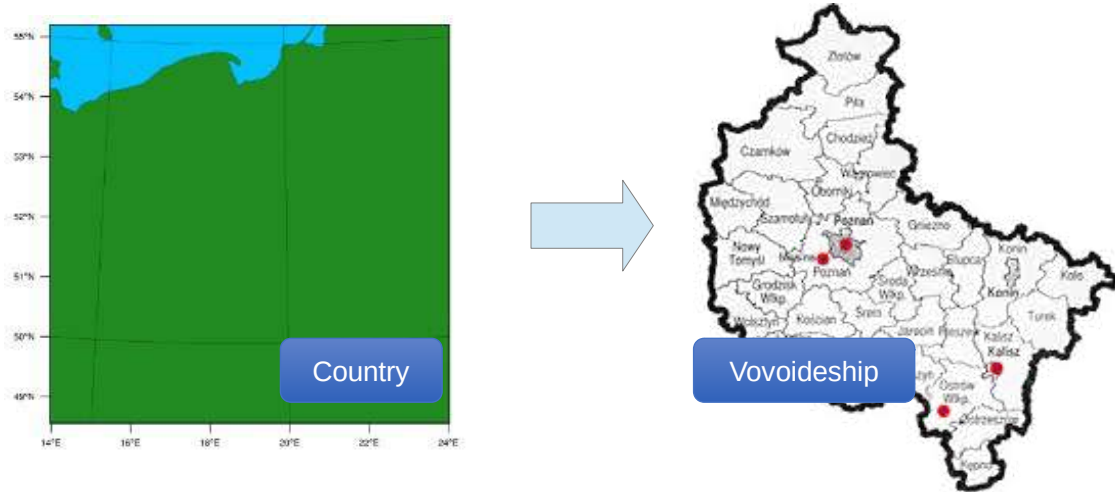 55°N
54°N
53°N
52°N
51°N
50°N
49°N
14°E 16°E 18°E 20°E 22°E 24°E
Country
Złotów
Piła
Chodzież
Czarnków
Wągrowiec
Oborniki
Międzychód
Szamotuły
Poznań
Gniezno
Nowy
Tomyśl
Konin
Słupca
Koło
Poznań
Września
Grodzisk
Wlkp.
Środa
Wlkp.
Konin
Turek
Wolsztyn
Kościan
Śrem
Jarocin
Pleszew
Kalisz
Kalisz
Vovoideship
Ostrów
Wlkp.
Ostrzeszów
Kępno